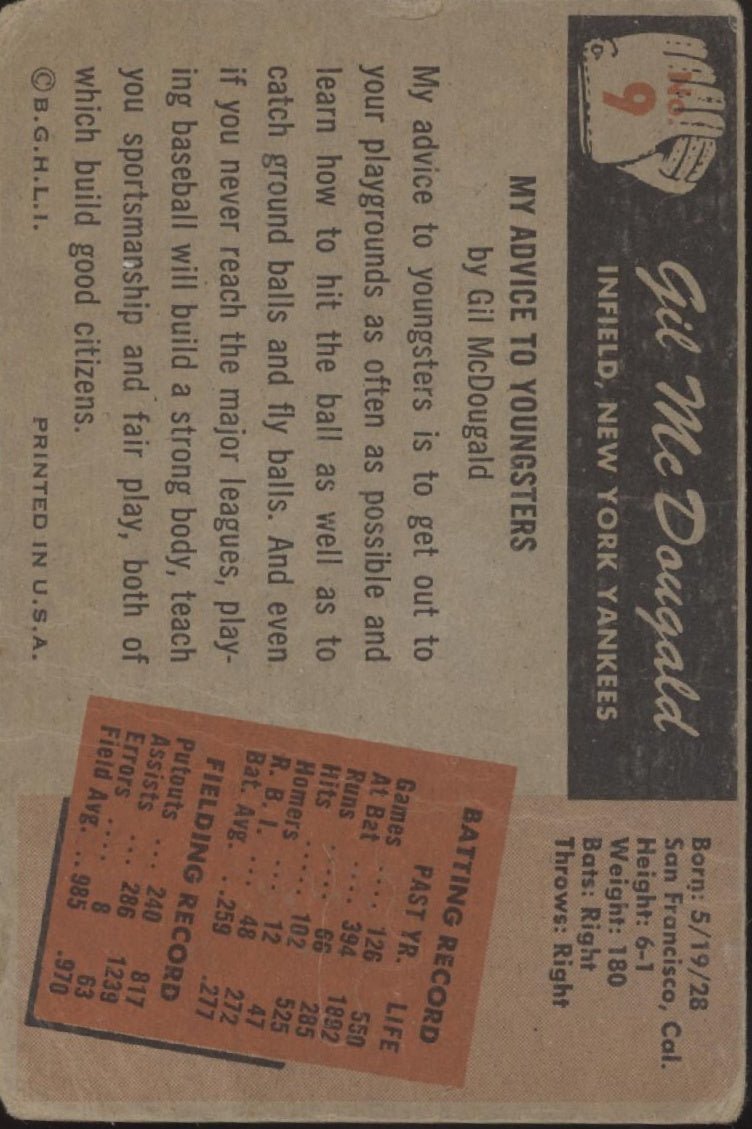 No.
9
Gil McDougald
INFIELD, NEW YORK YANKEES
Born: 5/19/28
San Francisco, Cal.
Height: 6-1
Weight: 180
Bats: Right
Throws: Right
MY ADVICE TO YOUNGSTERS
by Gil McDougald
My advice to youngsters is to get out to
your playgrounds as often as possible and
learn how to hit the ball as well as to
catch ground balls and fly balls. And even
if you never reach the major leagues, play-
ing baseball will build a strong body, teach
you sportsmanship and fair play, both of
which build good citizens.
BATTING RECORD
PAST YR. LIFE
Games .... 126 550
At Bat .... 394 1892
Runs ..... 66 285
Hits ..... 102 525
Homers .... 12 47
R. B. I. .... 48 272
Bat. Avg. ..259 .277
FIELDING RECORD
Putouts ... 240 817
Assists ... 286 1239
Errors .... 8 63
Field Avg. ..985 .970
©B.G.H.L.I. PRINTED IN U.S.A.